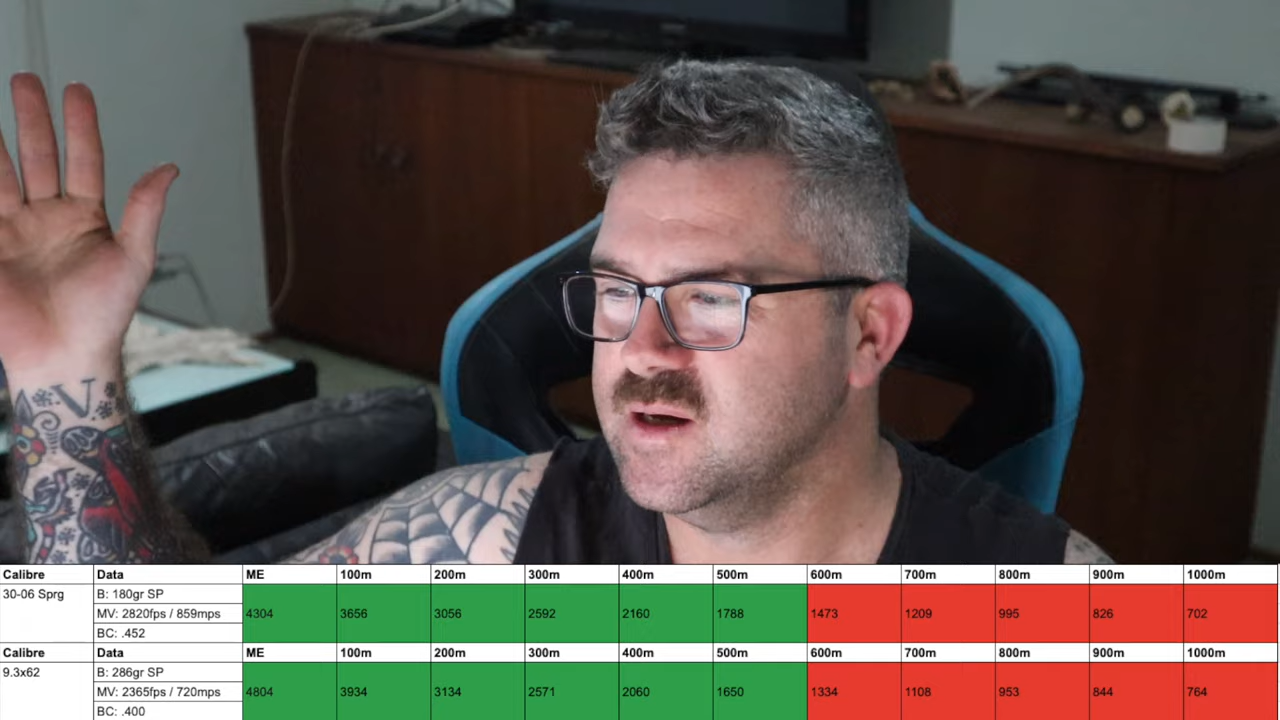 Calibre Data ME 100m 200m 300m 400m 500m 600m 700m 800m 900m 1000m
30-06 Sprg B: 180gr SP
MV: 2820fps / 859mps 4304 3656 3056 2592 2160 1788 1473 1209 995 826 702
BC: .452
Calibre Data ME 100m 200m 300m 400m 500m 600m 700m 800m 900m 1000m
9.3x62 B: 286gr SP
MV: 2365fps / 720mps 4804 3934 3134 2571 2060 1650 1334 1108 953 844 764
BC: .400
V